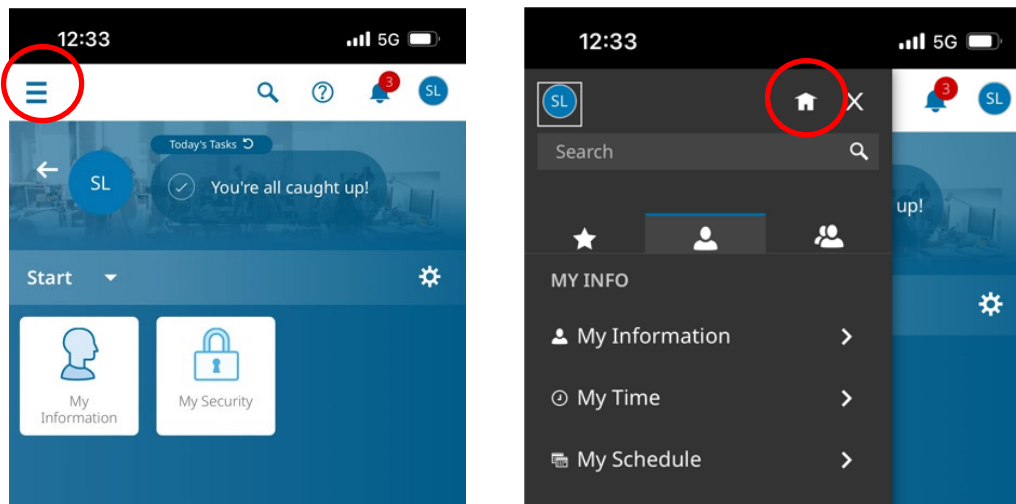 12:33
5G
3
SL
Today's Tasks
SL
You're all caught up!
Start
My
Information
My Security
12:33
5G
SL
3
SL
Search
up!
MY INFO
My Information
My Time
My Schedule